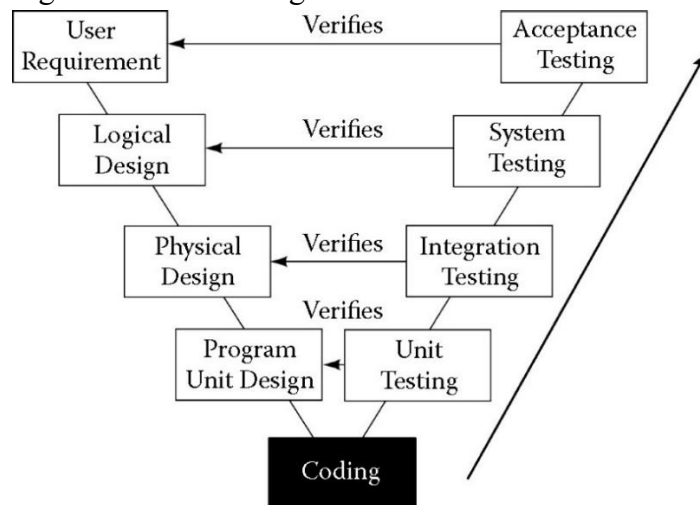 User
Requirement
Verifies
Acceptance
Testing
Logical
Design
Verifies
System
Testing
Physical
Design
Verifies
Integration
Testing
Verifies
Program
Unit Design
Unit
Testing
Coding